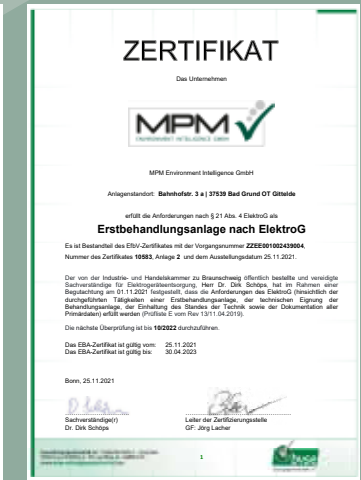 ZERTIFIKAT
Das Unternehmen
MPM
ENVIRONMENT INTELLIGENCE GMBH
MPM Environment Intelligence GmbH
Anlagenstandort: Bahnhofstr. 3 a | 37539 Bad Grund OT Gittelde
erfüllt die Anforderungen nach § 21 Abs. 4 ElektroG als
Erstbehandlungsanlage nach ElektroG
Es ist Bestandteil des EfbV-Zertifikates mit der Vorgangsnummer ZZEE001002439004,
Nummer des Zertifikates 10583, Anlage 2 und dem Ausstellungsdatum 25.11.2021.
Der von der Industrie- und Handelskammer zu Braunschweig öffentlich bestellte und vereidigte
Sachverständige für Elektrogeräteentsorgung, Herr Dr. Dirk Schöps, hat im Rahmen einer
Begutachtung am 01.11.2021 festgestellt, dass die Anforderungen des ElektroG (hinsichtlich der
durchgeführten Tätigkeiten einer Erstbehandlungsanlage, der technischen Eignung der
Behandlungsanlage, der Einhaltung des Standes der Technik sowie der Dokumentation aller
Primärdaten) erfüllt werden (Prüfliste E vom Rev 13/11.04.2019).
Die nächste Überprüfung ist bis 10/2022 durchzuführen.
Das EBA-Zertifikat ist gültig vom: 25.11.2021
Das EBA-Zertifikat ist gültig bis: 30.04.2023
Bonn, 25.11.2021
Sachverständige(r)
Dr. Dirk Schöps
Leiter der Zertifizierungsstelle
GF: Jörg Lacher
1